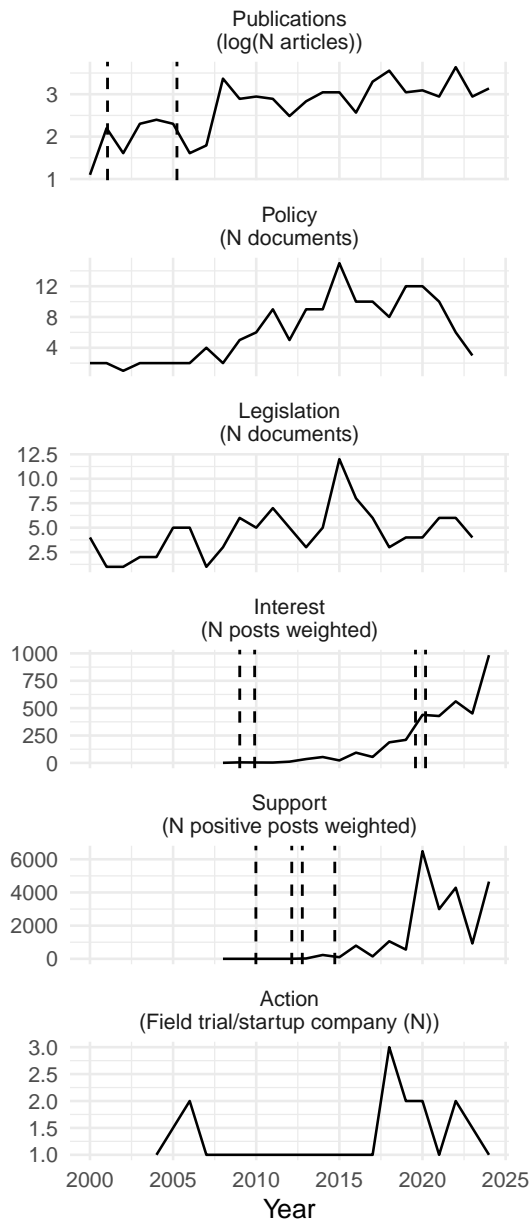 Publications
(log(N articles))
3
2
1
Policy
(N documents)
12
8
4
Legislation
(N documents)
12.5
10.0
7.5
5.0
2.5
Interest
(N posts weighted)
1000
750
500
250
0
Support
(N positive posts weighted)
6000
4000
2000
0
Action
(Field trial/startup company (N))
3.0
2.5
2.0
1.5
1.0
2000 2005 2010 2015 2020 2025
Year